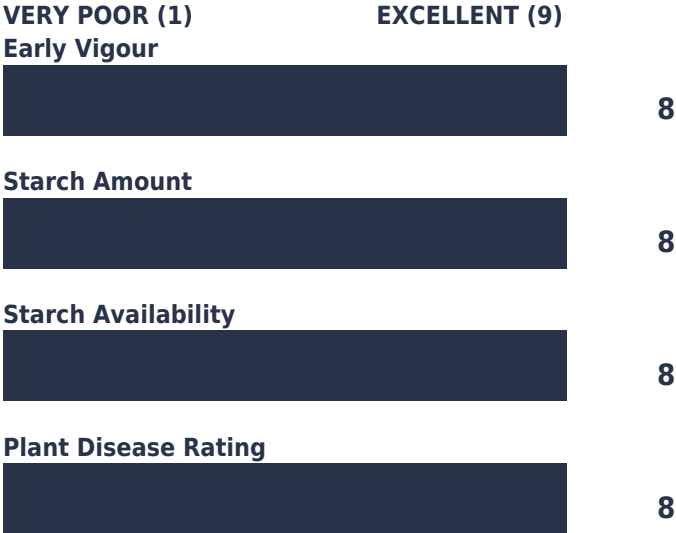 VERY POOR (1) EXCELLENT (9)
Early Vigour
8
Starch Amount
8
Starch Availability
8
Plant Disease Rating
8